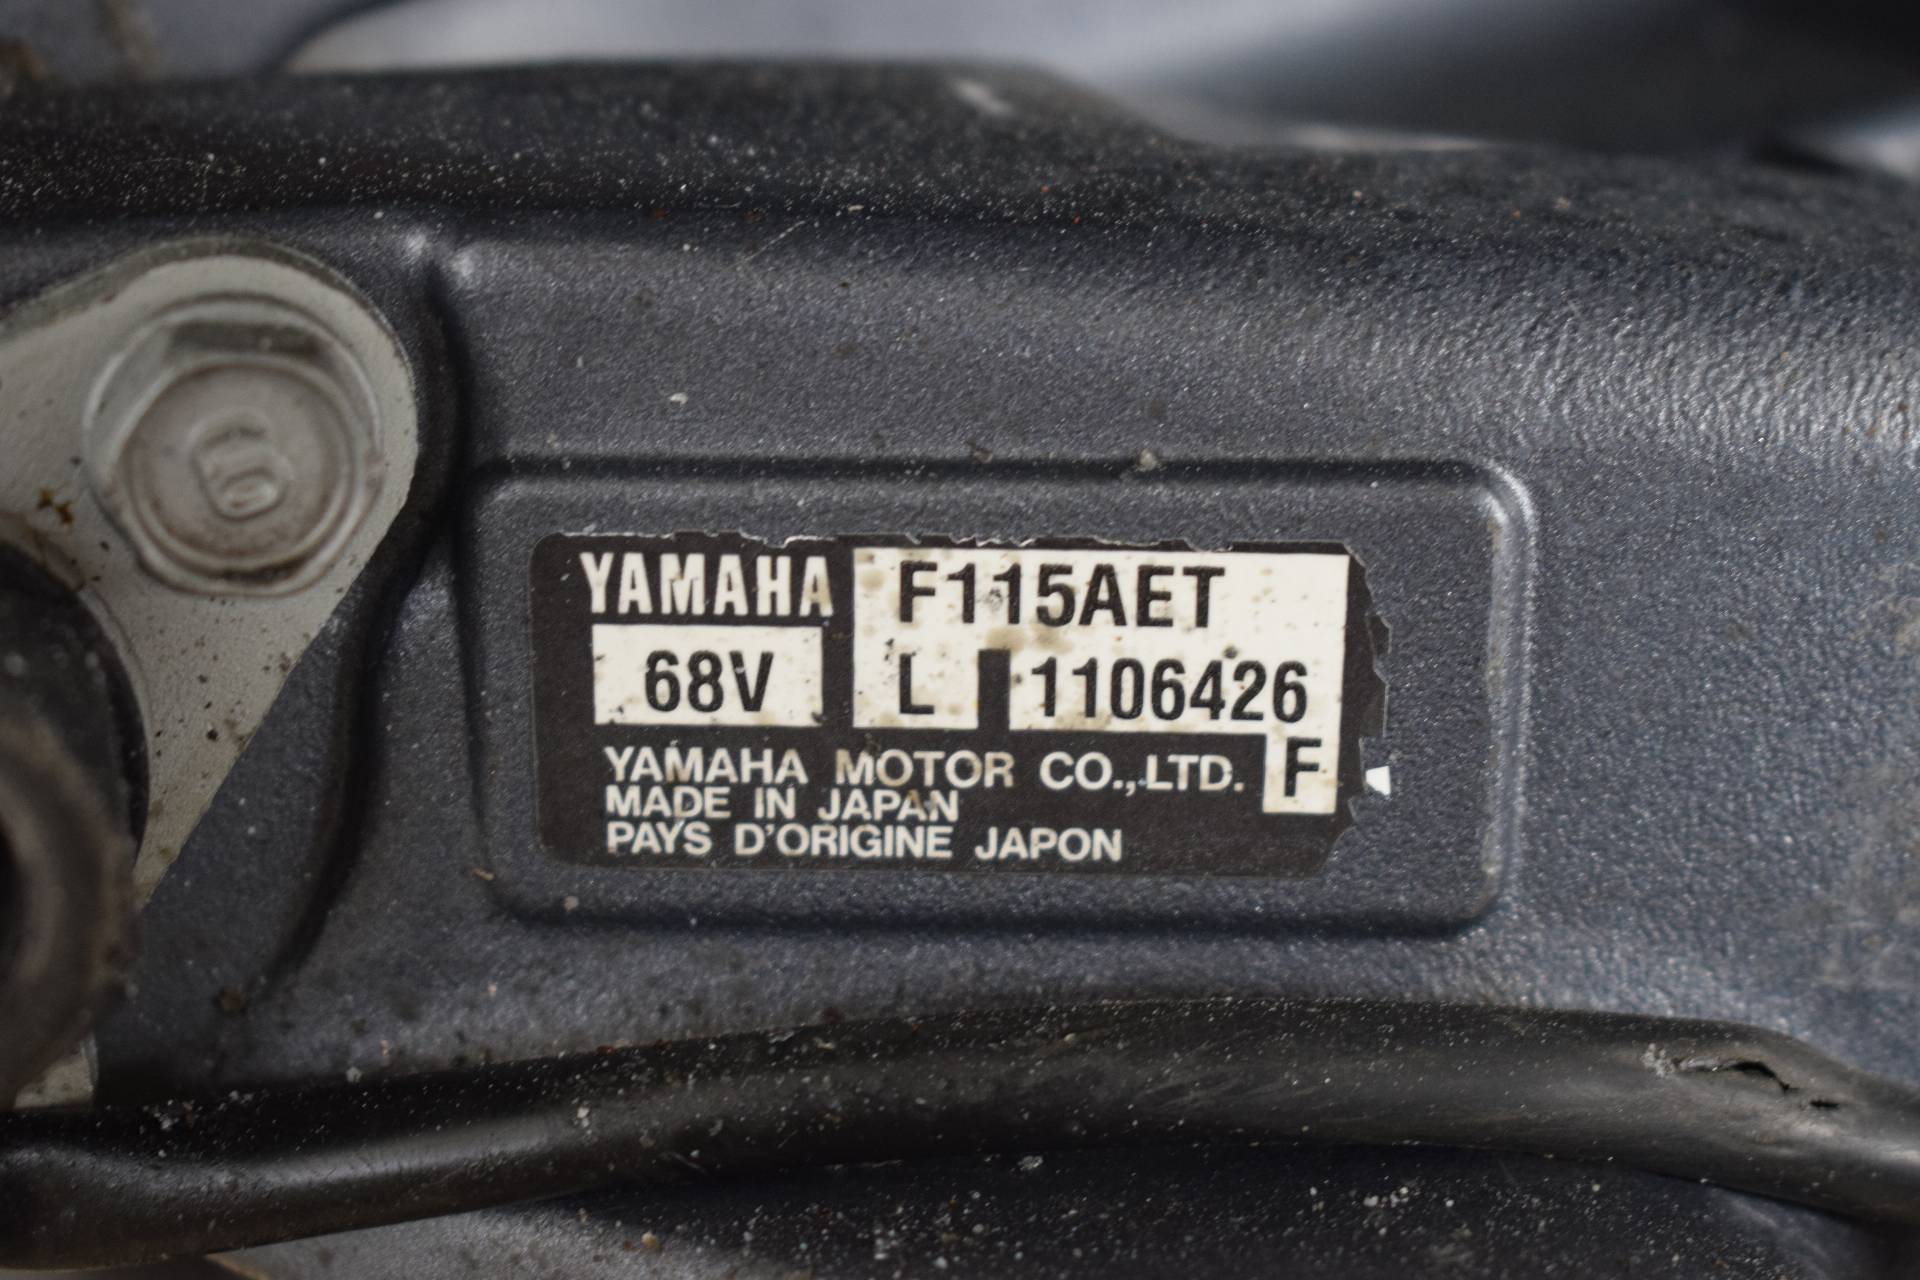 YAMAHA F115AET
68V L 1106426
YAMAHA MOTOR CO.,LTD. F
MADE IN JAPAN
PAYS D'ORIGINE JAPON